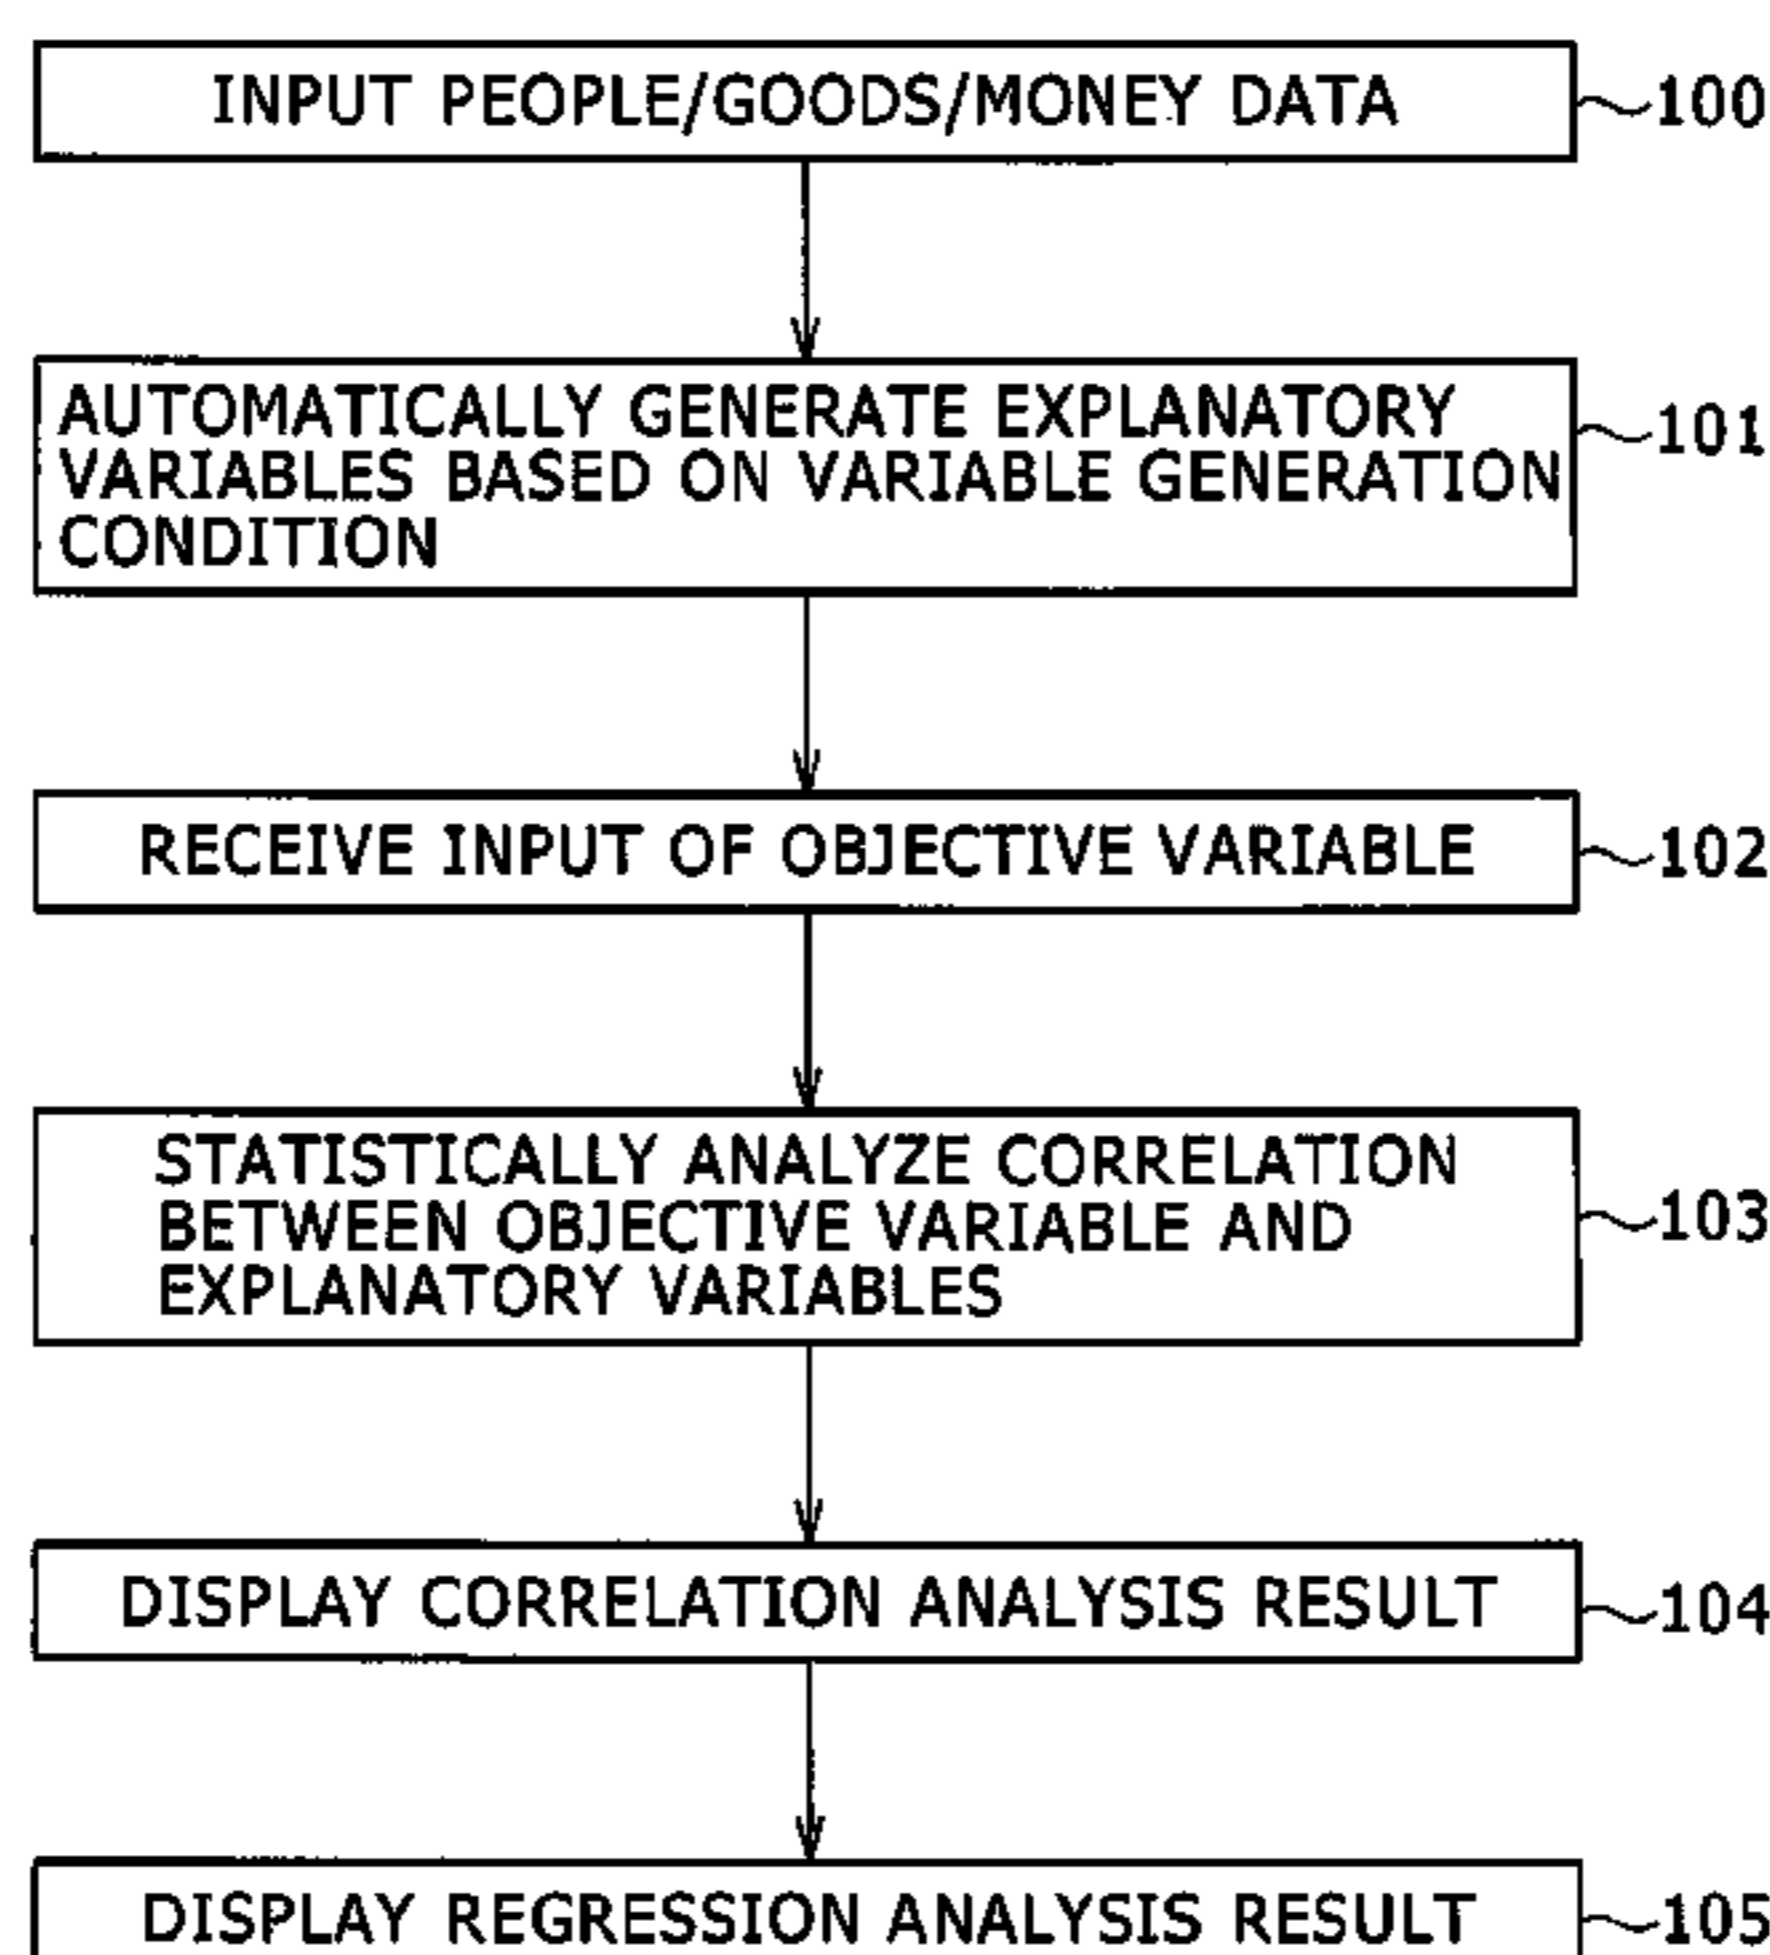 INPUT PEOPLE/GOODS/MONEY DATA
100
AUTOMATICALLY GENERATE EXPLANATORY
VARIABLES BASED ON VARIABLE GENERATION
CONDITION
101
RECEIVE INPUT OF OBJECTIVE VARIABLE
102
STATISTICALLY ANALYZE CORRELATION
BETWEEN OBJECTIVE VARIABLE AND
EXPLANATORY VARIABLES
103
DISPLAY CORRELATION ANALYSIS RESULT
104
DISPLAY REGRESSION ANALYSIS RESULT
105